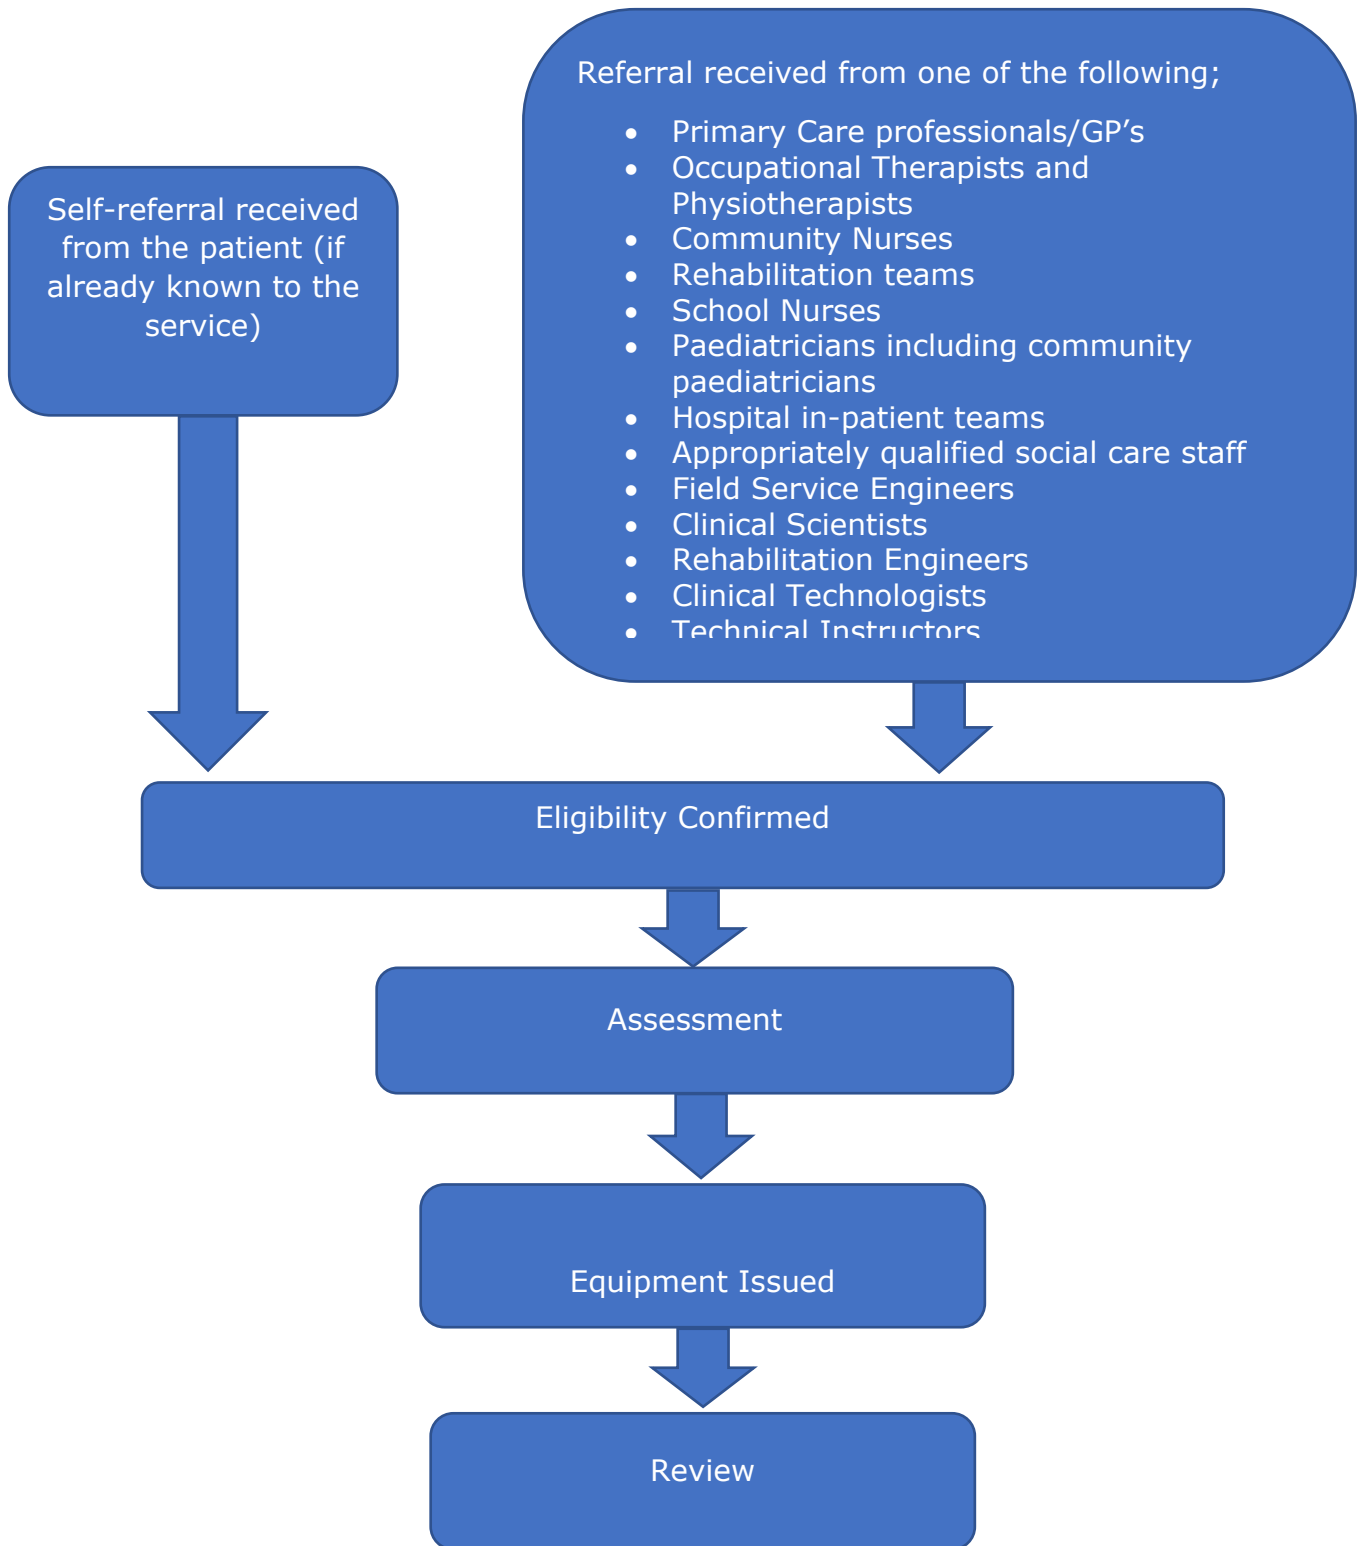 Referral received from one of the following;
• Primary Care professionals/GP’s
• Occupational Therapists and
Physiotherapists
• Community Nurses
• Rehabilitation teams
• School Nurses
• Paediatricians including community
paediatricians
• Hospital in-patient teams
• Appropriately qualified social care staff
• Field Service Engineers
• Clinical Scientists
• Rehabilitation Engineers
• Clinical Technologists
• Technical Instructors
Self-referral received
from the patient (if
already known to the
service)
Eligibility Confirmed
Assessment
Equipment Issued
Review